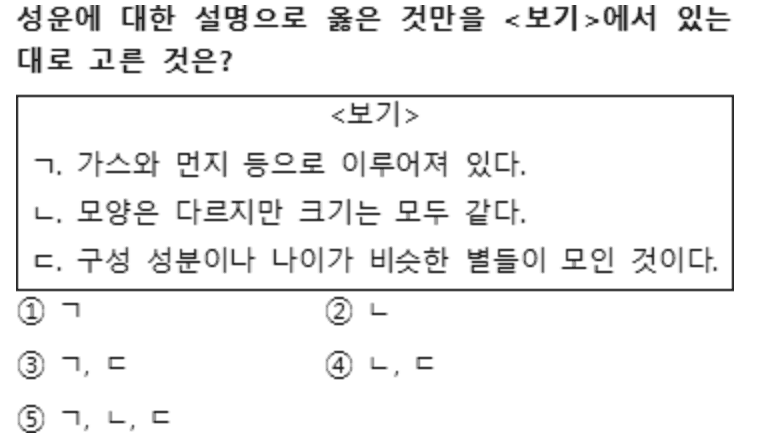 성운에 대한 설명으로 옳은 것만을 <보기>에서 있는
대로 고른 것은?
<보기>
ㄱ. 가스와 먼지 등으로 이루어져 있다.
ㄴ. 모양은 다르지만 크기는 모두 같다.
ㄷ. 구성 성분이나 나이가 비슷한 별들이 모인 것이다.
① ㄱ ② ㄴ
③ ㄱ, ㄷ ④ ㄴ, ㄷ
⑤ ㄱ, ㄴ, ㄷ